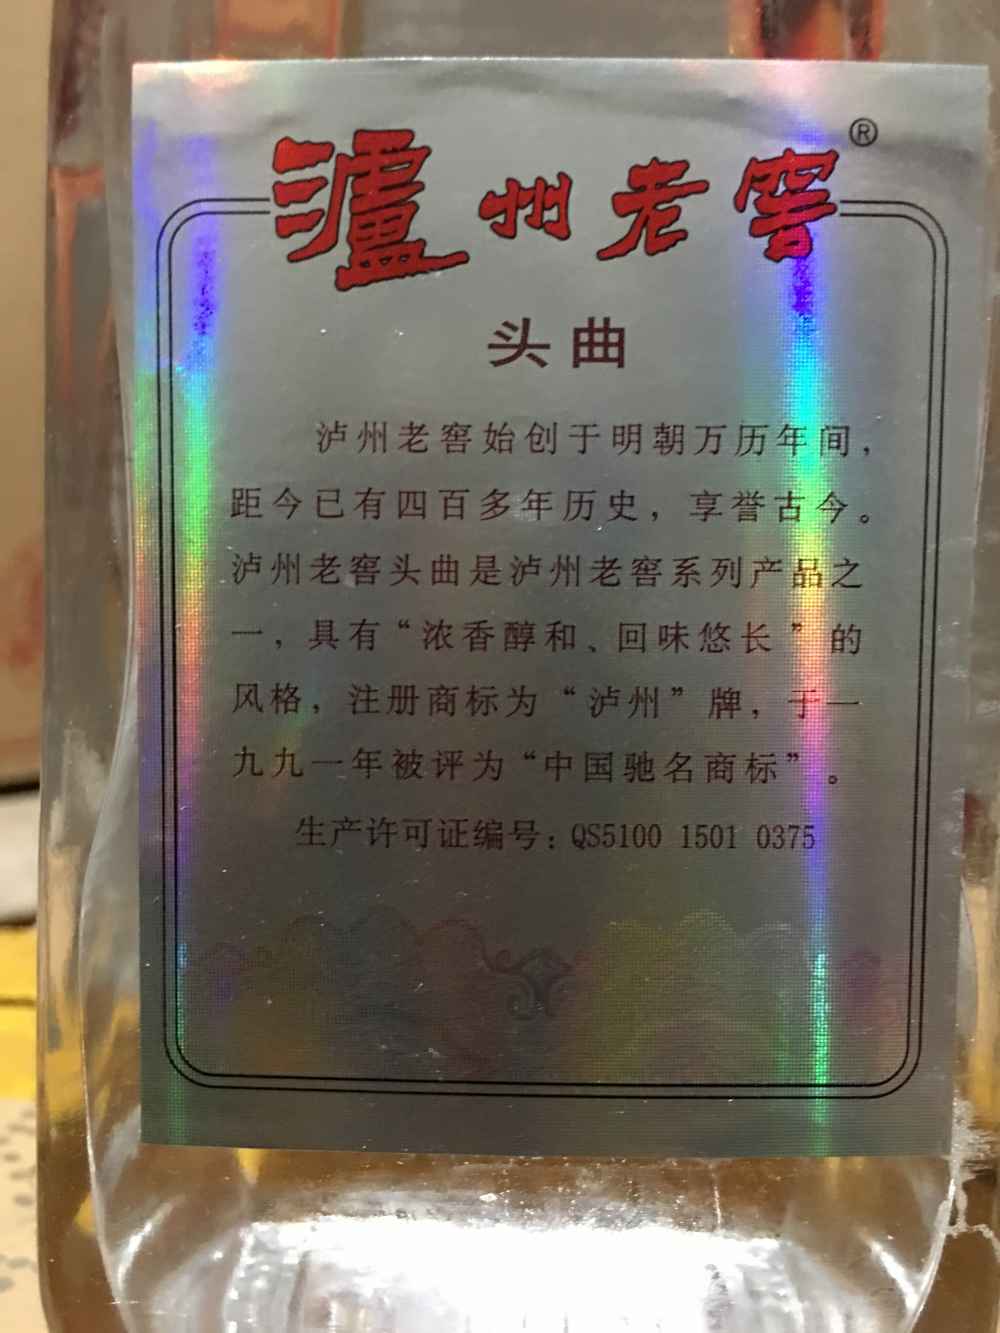 瀘州老窖®
头曲
泸州老窖始创于明朝万历年间，
距今已有四百多年历史，享誉古今。
泸州老窖头曲是泸州老窖系列产品之
一，具有“浓香醇和、回味悠长”的
风格，注册商标为“泸州”牌，于一
九九一年被评为“中国驰名商标”。
生产许可证编号：QS5100 1501 0375